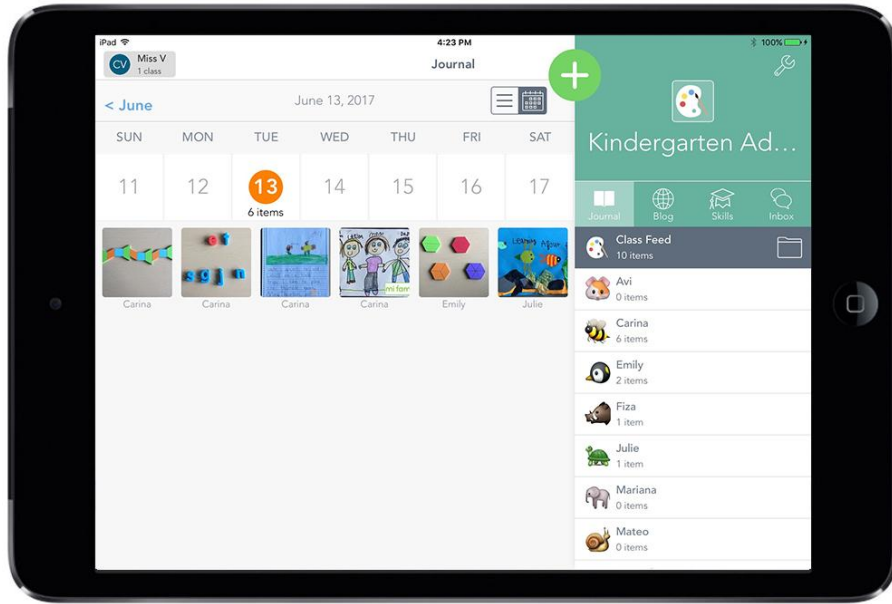 iPad
4:23 PM
100%
CV
Miss V
1 class
Journal
< June
June 13, 2017
SUN MON TUE WED THU FRI SAT
11 12 13 14 15 16 17
6 items
Carina
Carina
Carina
Carina
Emily
Julie
mi fam
Kindergarten Ad...
Journal
Blog
Skills
Inbox
Class Feed
10 items
Avi
0 items
Carina
6 items
Emily
2 items
Fiza
1 item
Julie
1 item
Mariana
0 items
Mateo
0 items